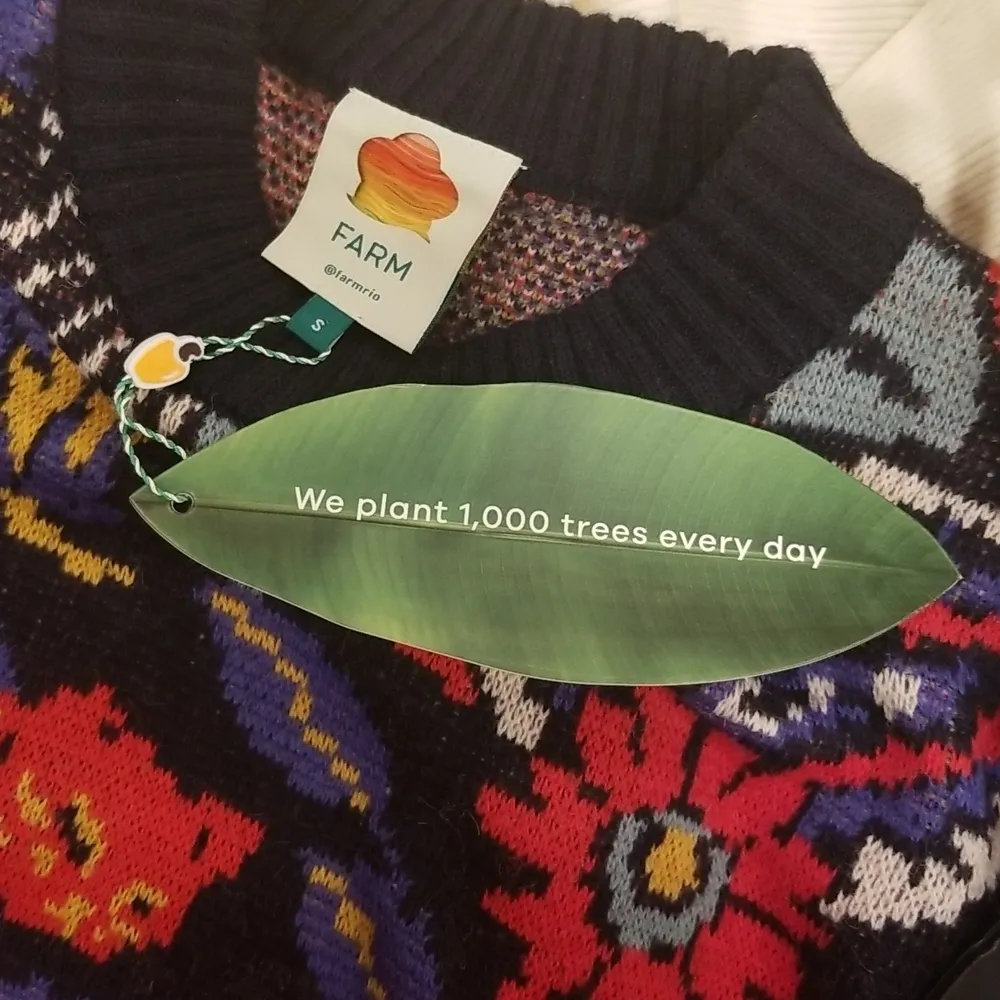 FARM
@farmrio
S
We plant 1,000 trees every day